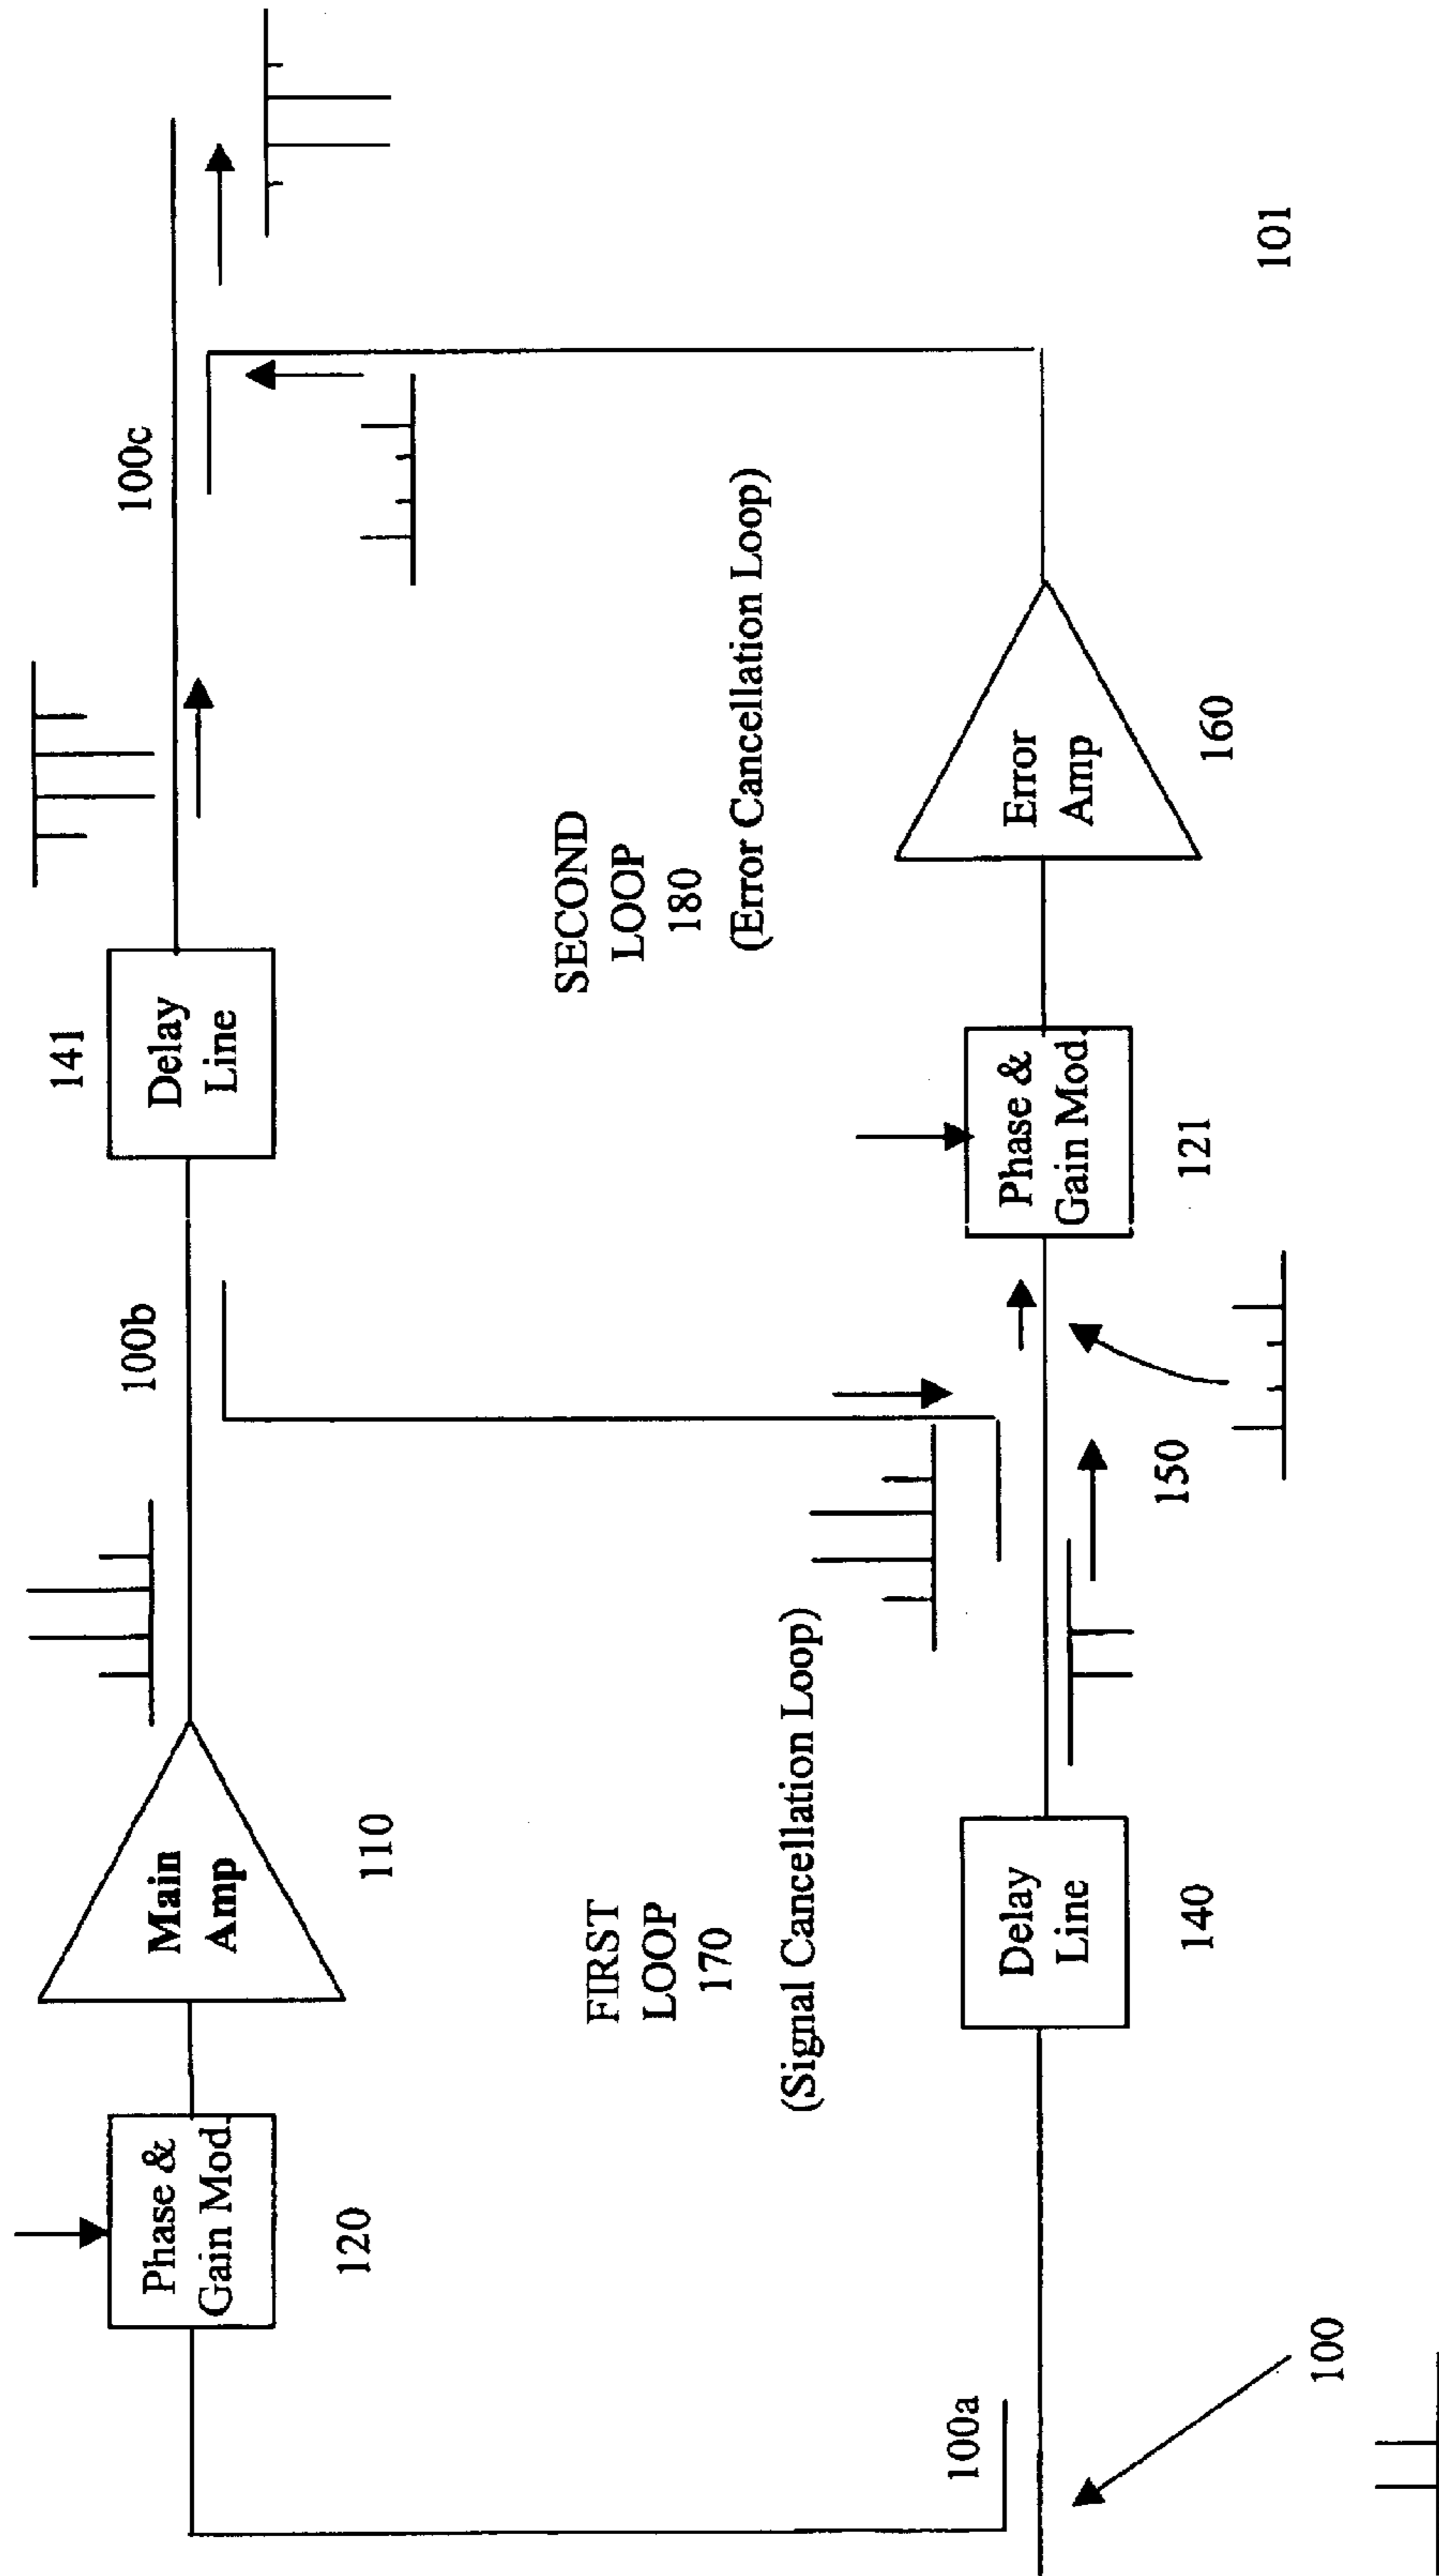 Phase &
Gain Mod.
120
Main
Amp
110
100b
141
Delay
Line
100c
FIRST
LOOP
170
(Signal Cancellation Loop)
SECOND
LOOP
180
(Error Cancellation Loop)
100a
100
Delay
Line
140
150
Phase &
Gain Mod.
121
Error
Amp
160
101